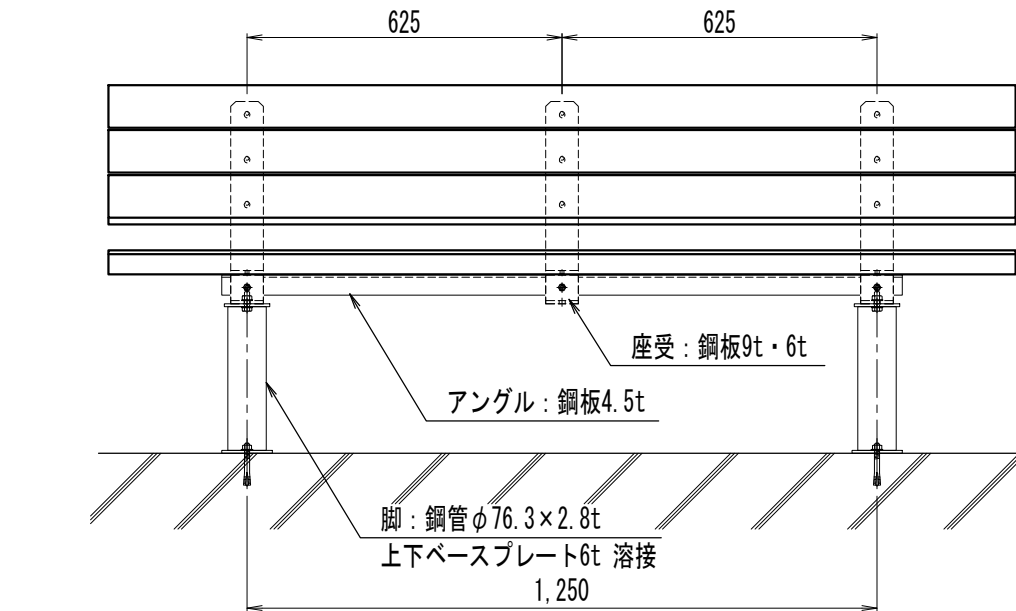 625
625
座受：鋼板9t・6t
アングル：鋼板4.5t
脚：鋼管φ76.3×2.8t
上下ベースプレート6t 溶接
1,250